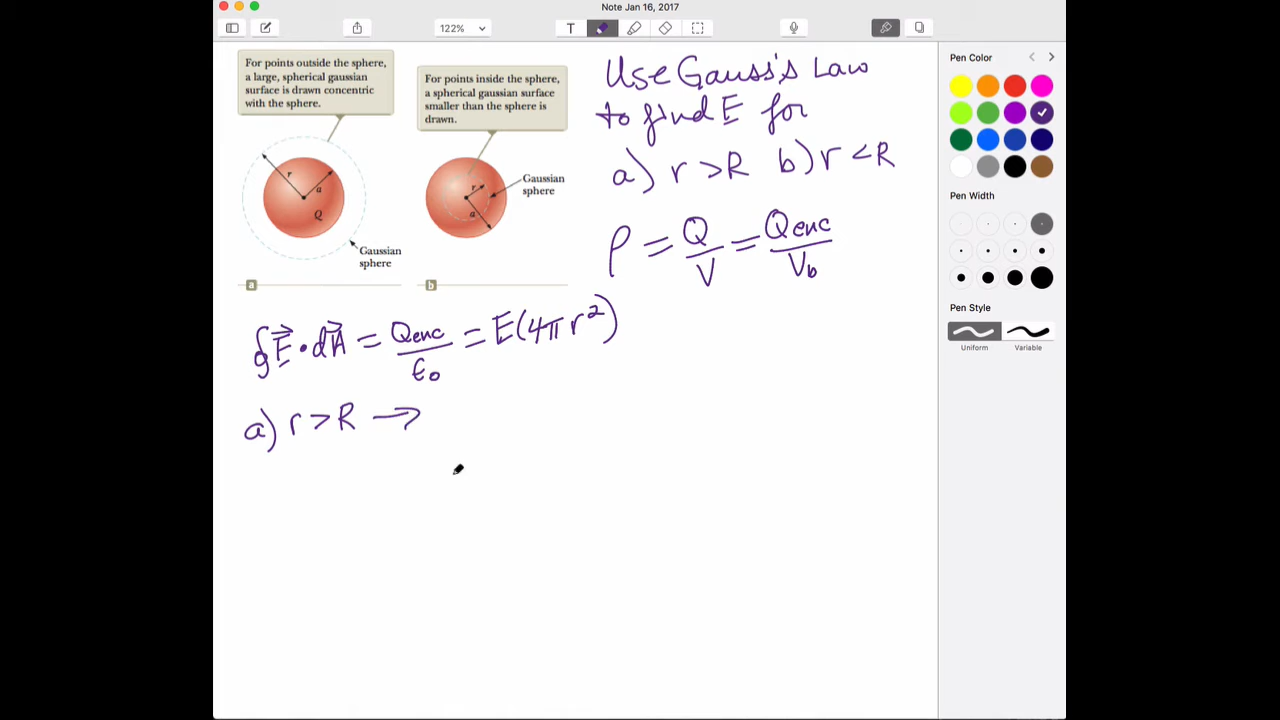 Note Jan 16, 2017
122%
T
For points outside the sphere,
a large, spherical gaussian
surface is drawn concentric
with the sphere.
r
a
Q
Gaussian
sphere
a
For points inside the sphere,
a spherical gaussian surface
smaller than the sphere is
drawn.
r
a
Gaussian
sphere
b
Use Gauss's Law
to find E for
a) r > R b) r < R
ρ = Q/V = Qenc/Vb
∮E⃗ • dA⃗ = Qenc/ε₀ = E(4πr²)
a) r > R →
Pen Color
Pen Width
Pen Style
Uniform
Variable